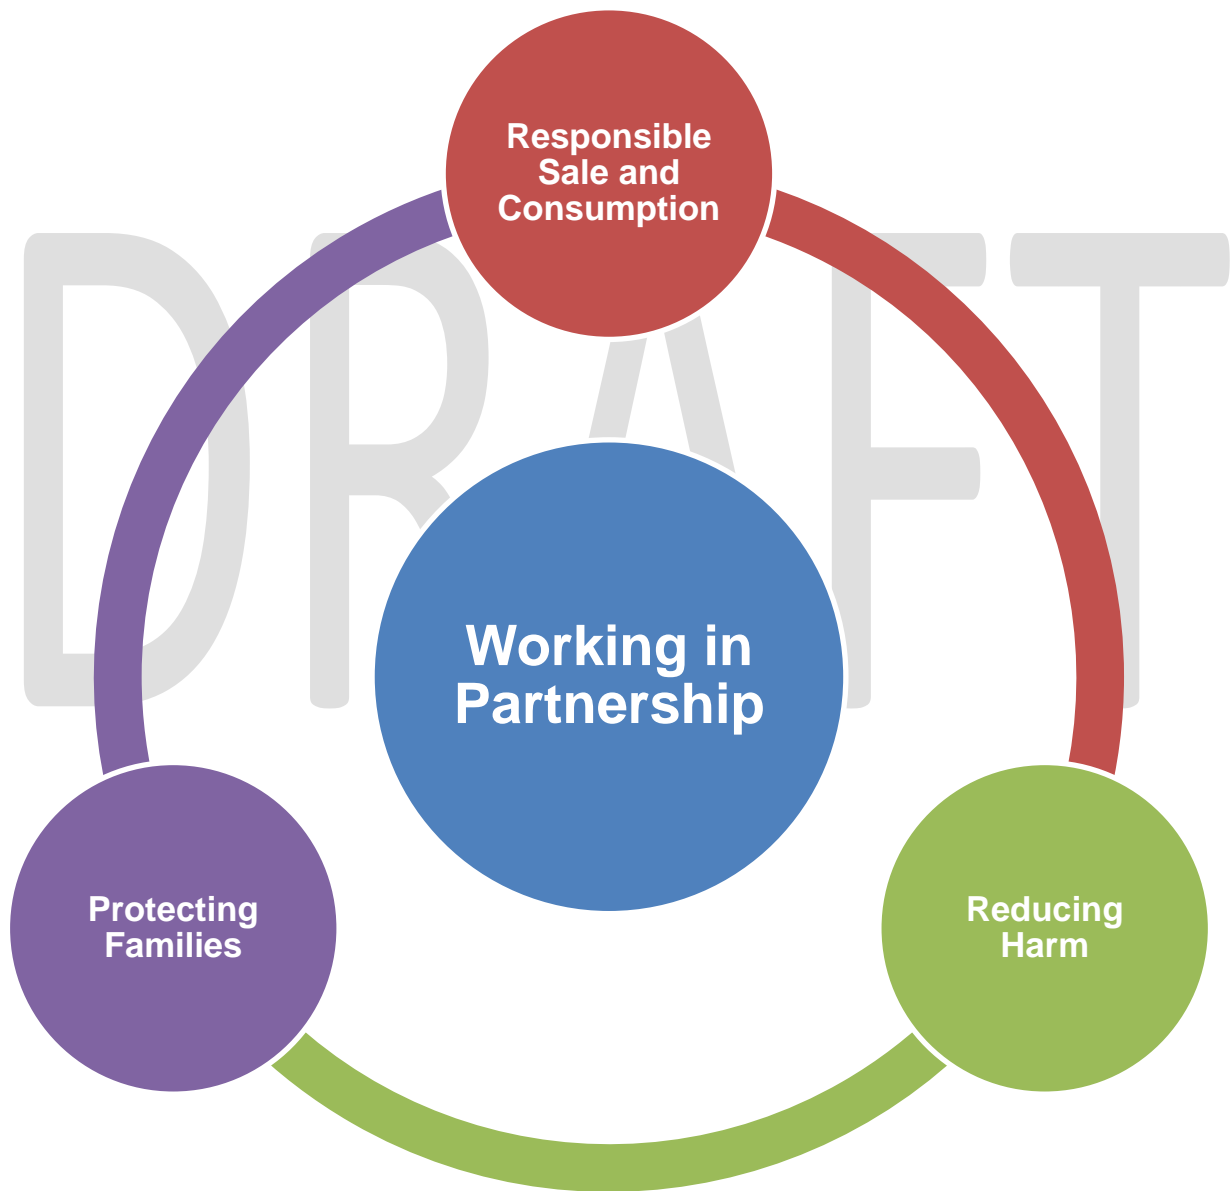 Responsible
Sale and
Consumption
DRAFT
Working in
Partnership
Protecting
Families
Reducing
Harm